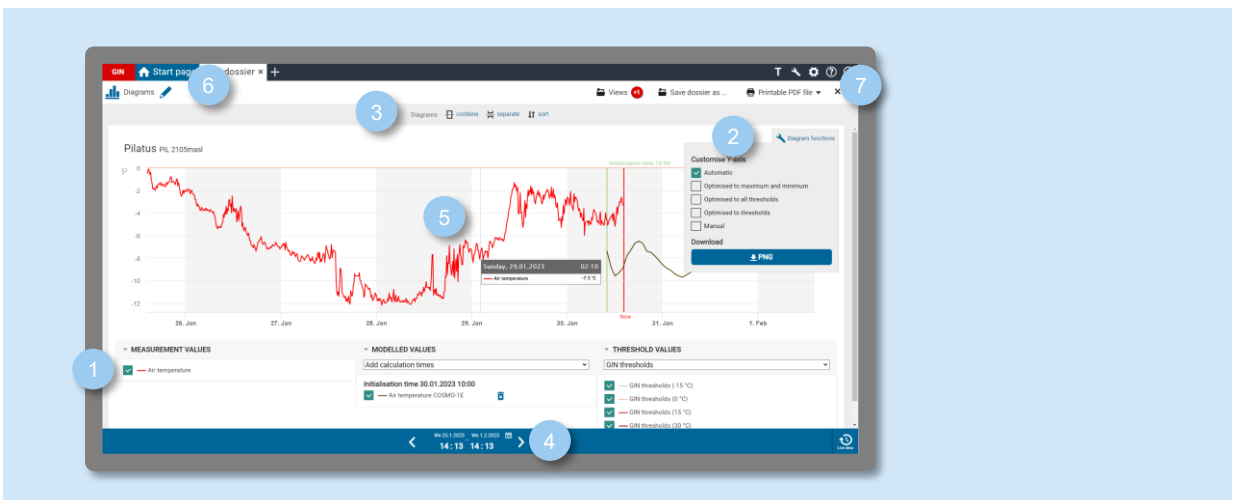 GIN Start page dossier × +
T
6
7
Diagrams
Views +1 Save dossier as ... Printable PDF file ×
3
Diagrams combine separate sort
2
Diagram functions
Pilatus PIL 2105masl
Customise Y-axis
°C
Initialisation time 10:00
Automatic
Optimised to maximum and minimum
Optimised to all thresholds
Optimised to thresholds
Manual
Download
PNG
0
-2
-4
-6
-8
-10
-12
5
Sunday, 29.01.2023 02:10
Air temperature -7,5 °C
Now
26. Jan 27. Jan 28. Jan 29. Jan 30. Jan 31. Jan 1. Feb
MEASUREMENT VALUES
1
Air temperature
MODELLED VALUES
Add calculation times
Initialisation time 30.01.2023 10:00
Air temperature COSMO-1E
THRESHOLD VALUES
GIN thresholds
GIN thresholds (-15 °C)
GIN thresholds (0 °C)
GIN thresholds (15 °C)
GIN thresholds (30 °C)
We 25.1.2023 - We 1.2.2023
14:13 14:13
4
Live data